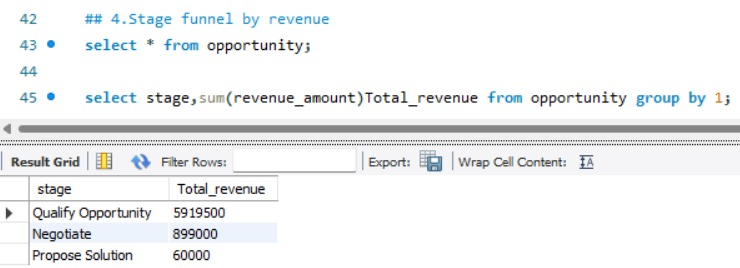 42 ## 4.Stage funnel by revenue
43 select * from opportunity;
44
45 select stage,sum(revenue_amount)Total_revenue from opportunity group by 1;
Result Grid Filter Rows: Export: Wrap Cell Content: IA
stage Total_revenue
Qualify Opportunity 5919500
Negotiate 899000
Propose Solution 60000